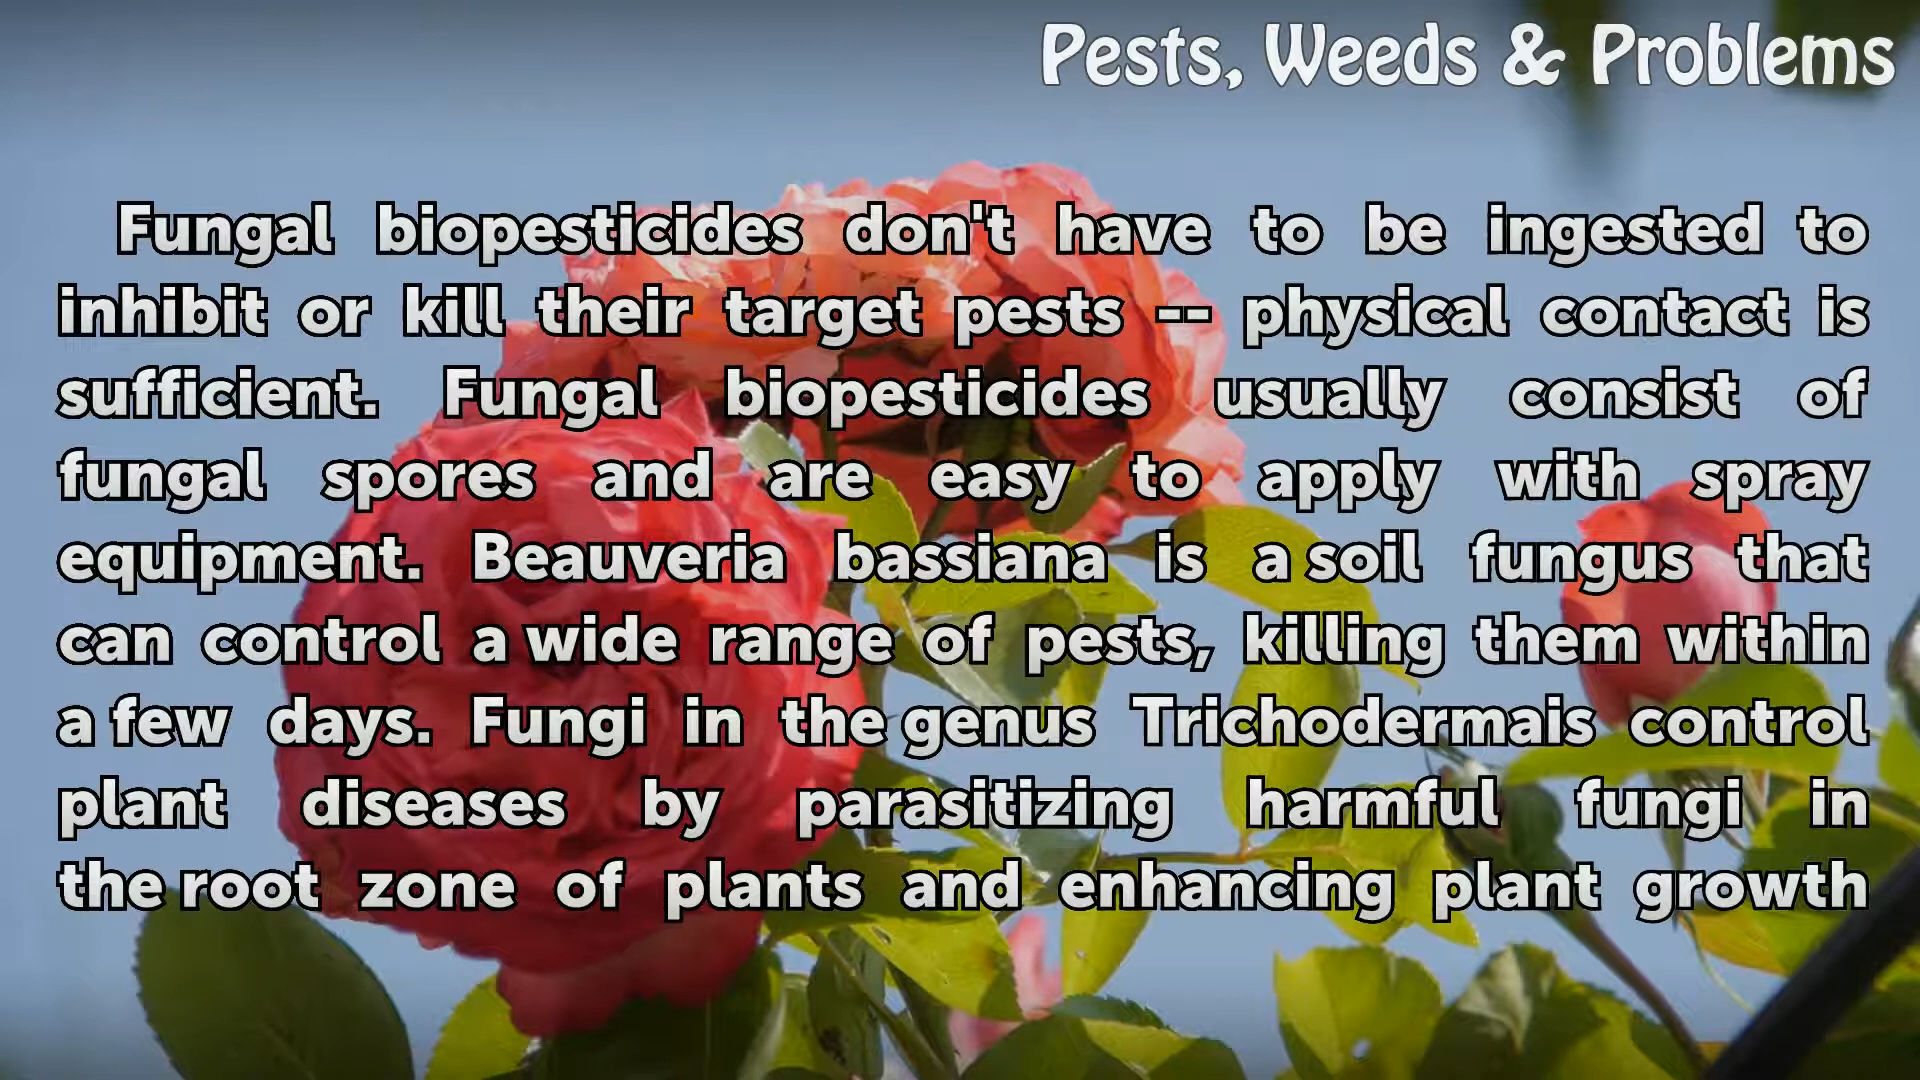 Pests, Weeds & Problems
Fungal biopesticides don't have to be ingested to
inhibit or kill their target pests -- physical contact is
sufficient. Fungal biopesticides usually consist of
fungal spores and are easy to apply with spray
equipment. Beauveria bassiana is a soil fungus that
can control a wide range of pests, killing them within
a few days. Fungi in the genus Trichodermais control
plant diseases by parasitizing harmful fungi in
the root zone of plants and enhancing plant growth